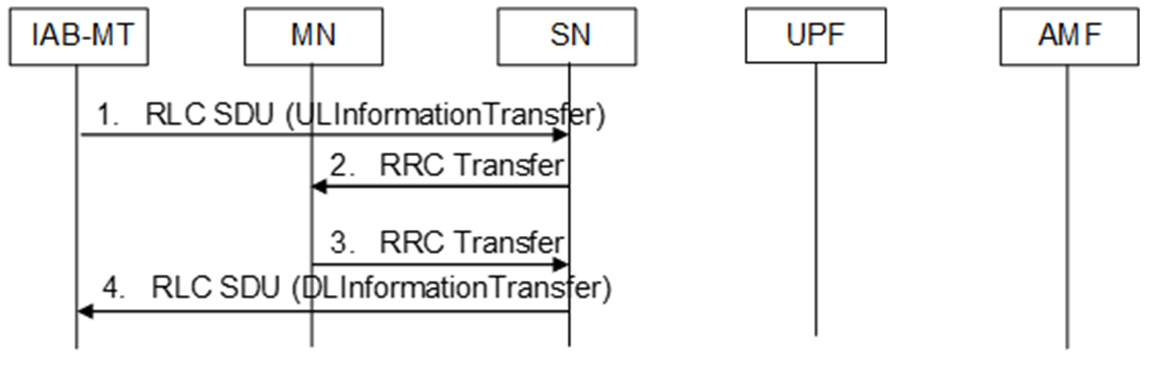 IAB-MT MN SN UPF AMF
1. RLC SDU (ULInformationTransfer)
2. RRC Transfer
3. RRC Transfer
4. RLC SDU (DLInformationTransfer)